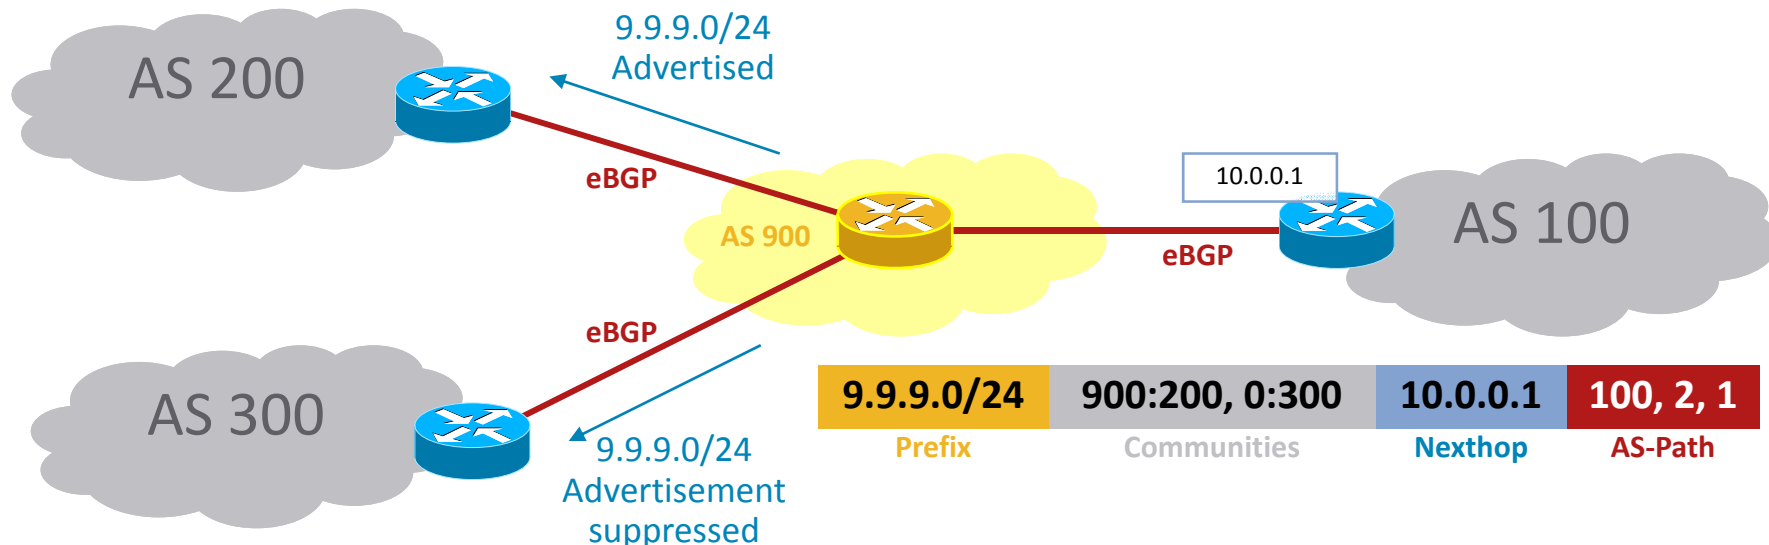 AS 200
9.9.9.0/24
Advertised
eBGP
10.0.0.1
AS 900
AS 100
eBGP
eBGP
AS 300
9.9.9.0/24
Advertisement
suppressed
9.9.9.0/24 900:200, 0:300 10.0.0.1 100, 2, 1
Prefix Communities Nexthop AS-Path